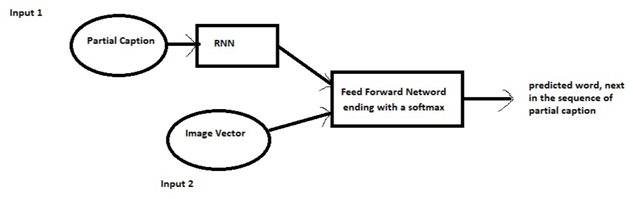 Input 1
Partial Caption
RNN
Feed Forward Netword
ending with a softmax
predicted word, next
in the sequence of
partial caption
Image Vector
Input 2